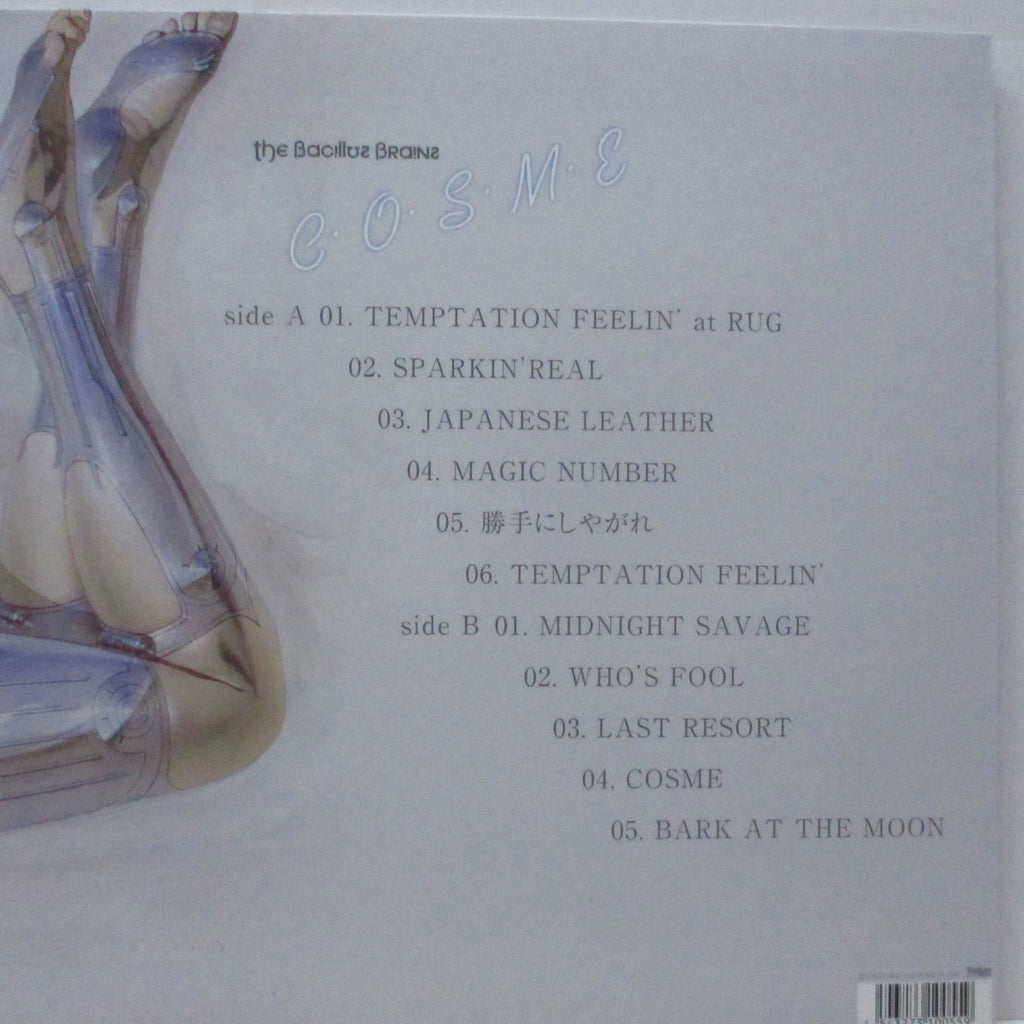 the Bacillus Brains
C·O·S·M·E
side A 01. TEMPTATION FEELIN' at RUG
02. SPARKIN'REAL
03. JAPANESE LEATHER
04. MAGIC NUMBER
05. 勝手にしやがれ
06. TEMPTATION FEELIN'
side B 01. MIDNIGHT SAVAGE
02. WHO'S FOOL
03. LAST RESORT
04. COSME
05. BARK AT THE MOON